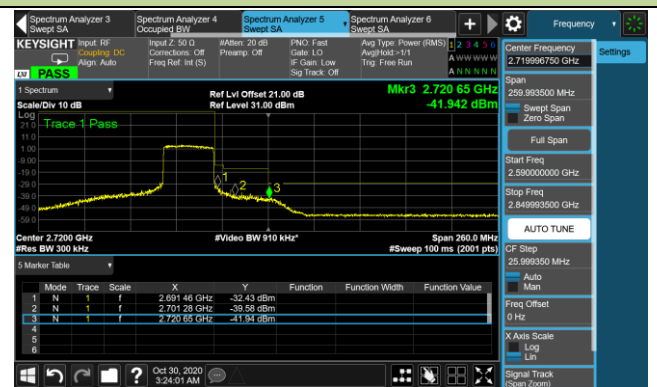 Spectrum Analyzer 3
Swept SA
Spectrum Analyzer 4
Occupied BW
Spectrum Analyzer 5
Swept SA
Spectrum Analyzer 6
Swept SA
Frequency
KEYSIGHT
Input: RF
Coupling: DC
Align: Auto
Input Z: 50 Ω
Corrections: Off
Freq Ref: Int (S)
#Atten: 20 dB
Preamp: Off
PNO: Fast
Gate: LO
IF Gain: Low
Sig Track: Off
Avg Type: Power (RMS)
Avg|Hold:>1/1
Trig: Free Run
1 2 3 4 5 6
A W W W W W
A N N N N N
LXI PASS
1 Spectrum
Scale/Div 10 dB
Ref Lvl Offset 21.00 dB
Ref Level 31.00 dBm
Mkr3 2.720 65 GHz
-41.942 dBm
Log
Trace 1 Pass
21.0
11.0
1.00
-9.00
-19.0
-29.0
-39.0
-49.0
-59.0
1
2
3
Center 2.7200 GHz
#Res BW 300 kHz
#Video BW 910 kHz*
Span 260.0 MHz
#Sweep 100 ms (2001 pts)
5 Marker Table
Mode Trace Scale X Y Function Function Width Function Value
1 N 1 f 2.691 46 GHz -32.43 dBm
2 N 1 f 2.701 28 GHz -39.58 dBm
3 N 1 f 2.720 65 GHz -41.94 dBm
4
5
6
Oct 30, 2020
3:24:01 AM
Center Frequency
2.719996750 GHz
Settings
Span
259.993500 MHz
Swept Span
Zero Span
Full Span
Start Freq
2.590000000 GHz
Stop Freq
2.849993500 GHz
AUTO TUNE
CF Step
25.999350 MHz
Auto
Man
Freq Offset
0 Hz
X Axis Scale
Log
Lin
Signal Track
(Span Zoom)